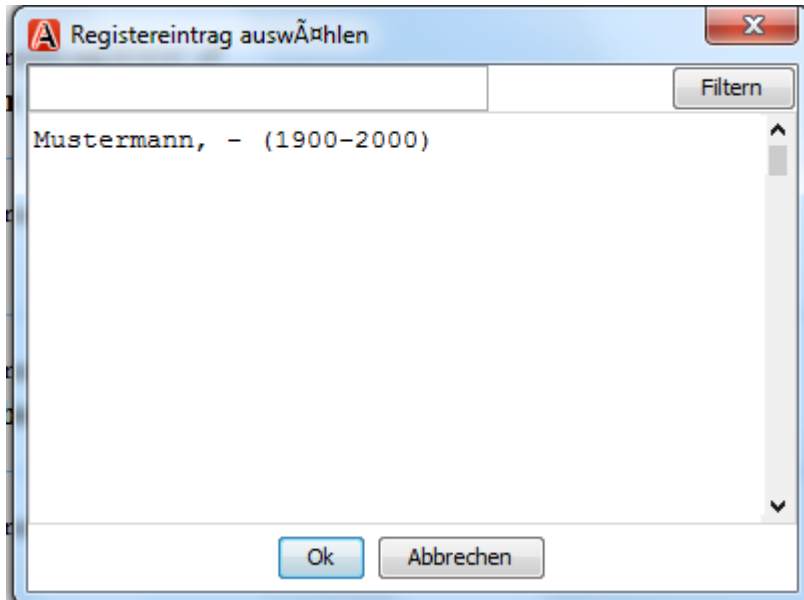 Registereintrag auswÃ¤hlen
Filtern
Mustermann, - (1900-2000)
Ok Abbrechen